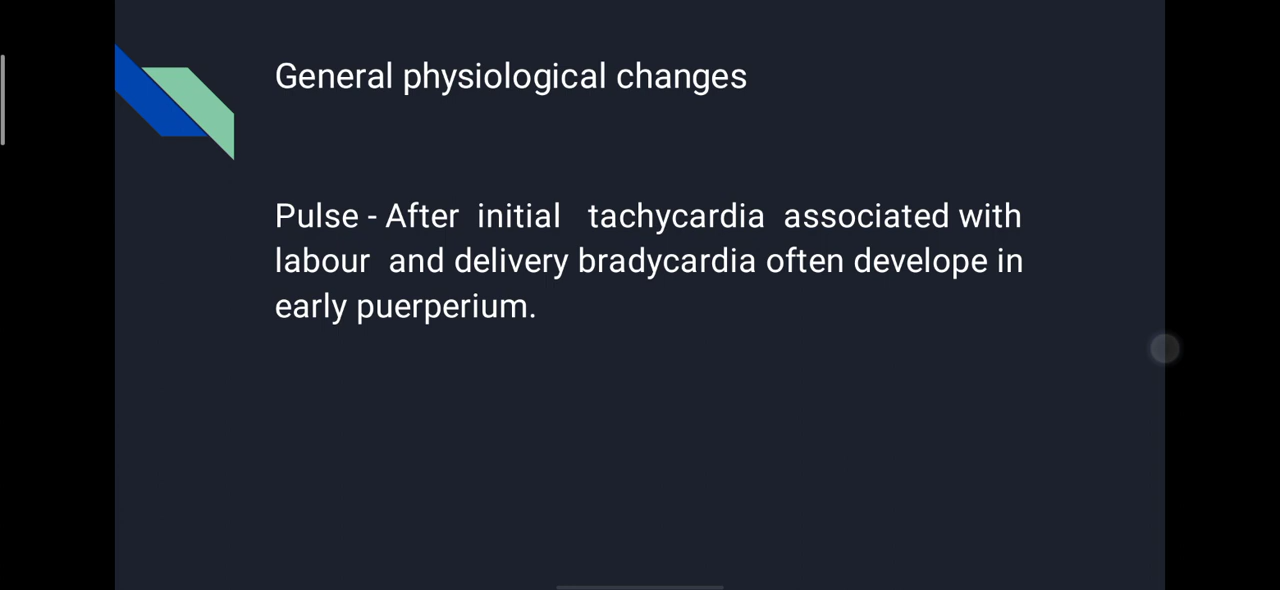 General physiological changes
Pulse - After initial tachycardia associated with
labour and delivery bradycardia often develope in
early puerperium.